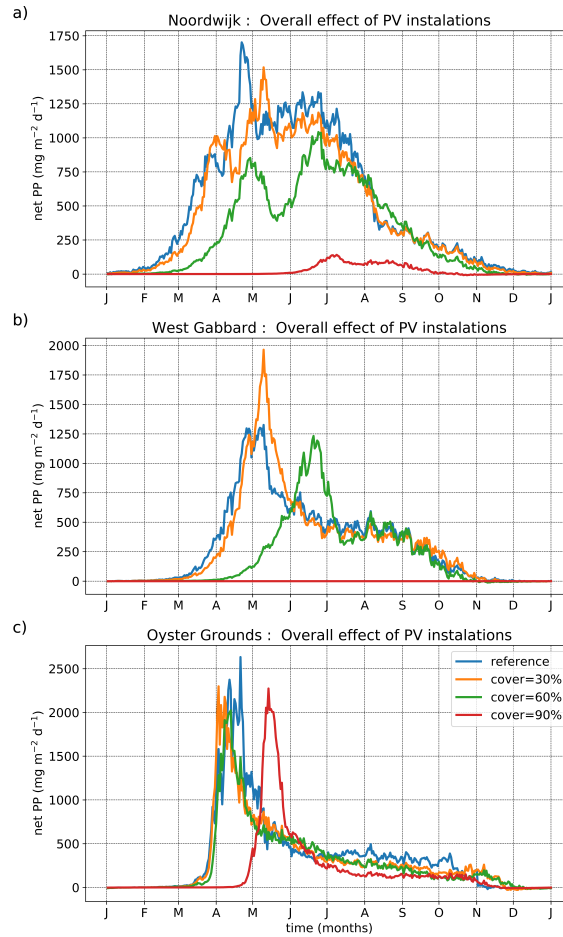 a)
Noordwijk : Overall effect of PV instalations
1750
1500
1250
1000
750
500
250
0
net PP (mg m⁻² d⁻¹)
J F M A M J J A S O N D J
b)
West Gabbard : Overall effect of PV instalations
2000
1750
1500
1250
1000
750
500
250
0
net PP (mg m⁻² d⁻¹)
J F M A M J J A S O N D J
c)
Oyster Grounds : Overall effect of PV instalations
2500
2000
1500
1000
500
0
net PP (mg m⁻² d⁻¹)
reference
cover=30%
cover=60%
cover=90%
J F M A M J J A S O N D J
time (months)